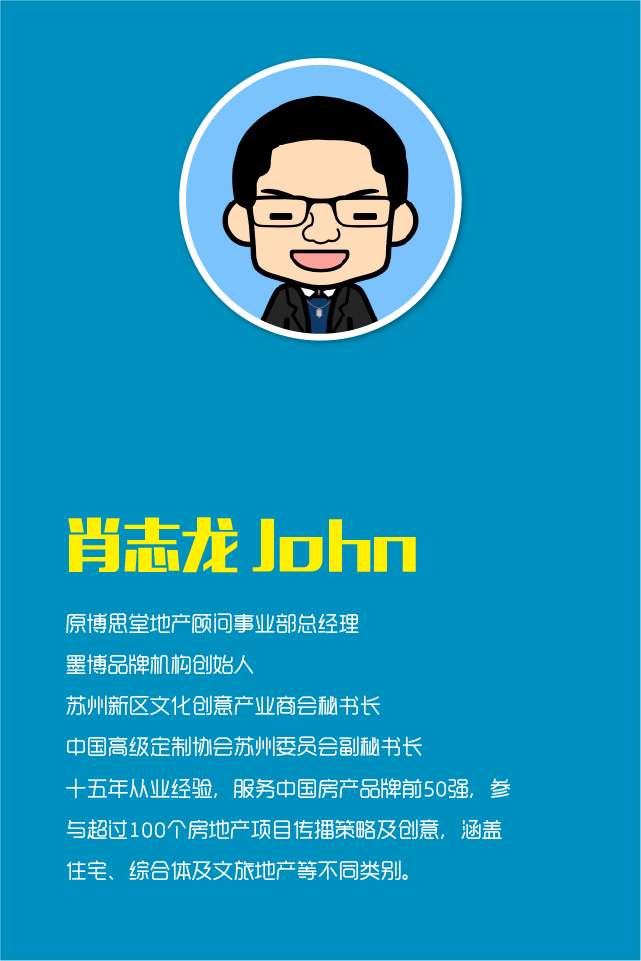 肖志龙 John
原博思堂地产顾问事业部总经理
墨博品牌机构创始人
苏州新区文化创意产业商会秘书长
中国高级定制协会苏州委员会副秘书长
十五年从业经验，服务中国房产品牌前50强，参
与超过100个房地产项目传播策略及创意，涵盖
住宅、综合体及文旅地产等不同类别。